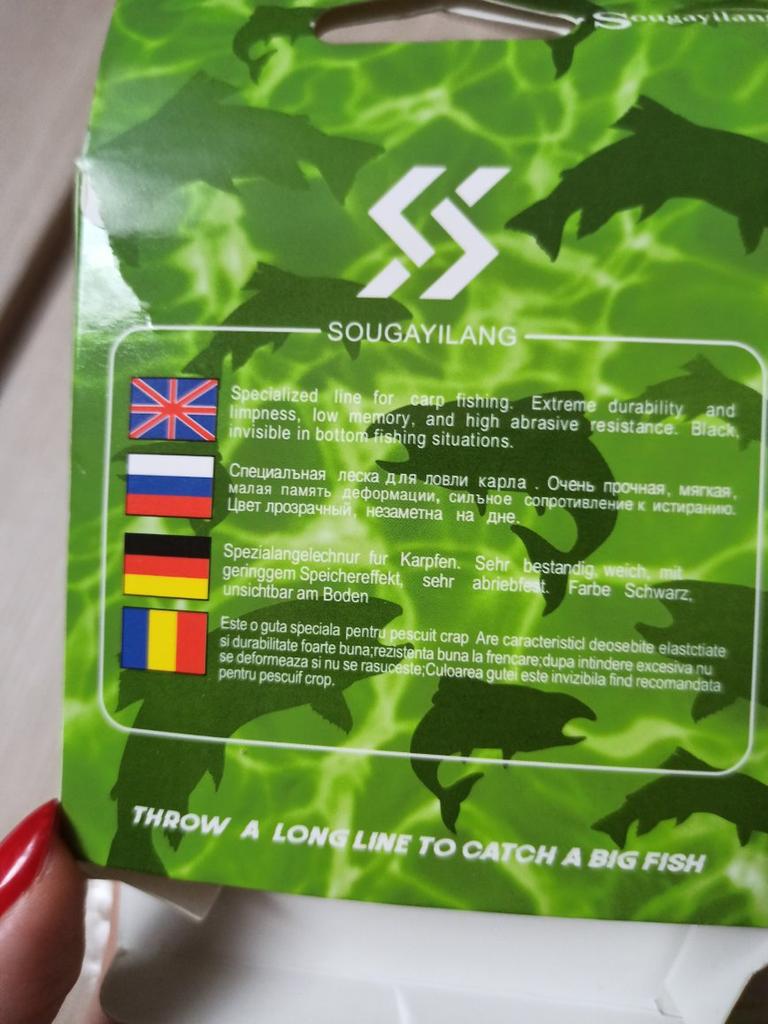 Sougayilang
SOUGAYILANG
Specialized line for carp fishing. Extreme durability and
limpness, low memory, and high abrasive resistance. Black,
invisible in bottom fishing situations.
Специалъная леска для ловли карла . Очень прочная, мягкая,
малая память деформации, силъное сопротивление к истиранию.
Цвет лрозрачный, незаметна на дне.
Spezialangelechnur fur Karpfen. Sehr bestandig, weich, mit
geringgem Speichereffekt, sehr abriebfest. Farbe Schwarz,
unsichtbar am Boden
Este o guta speciala pentru pescuit crap Are caracteristicl deosebite elastctiate
si durabilitate foarte buna;rezistenta buna la frencare;dupa intindere excesiva nu
se deformeaza si nu se rasuceste;Culoarea gutei este invizibila find recomandata
pentru pescuif crop.
THROW A LONG LINE TO CATCH A BIG FISH